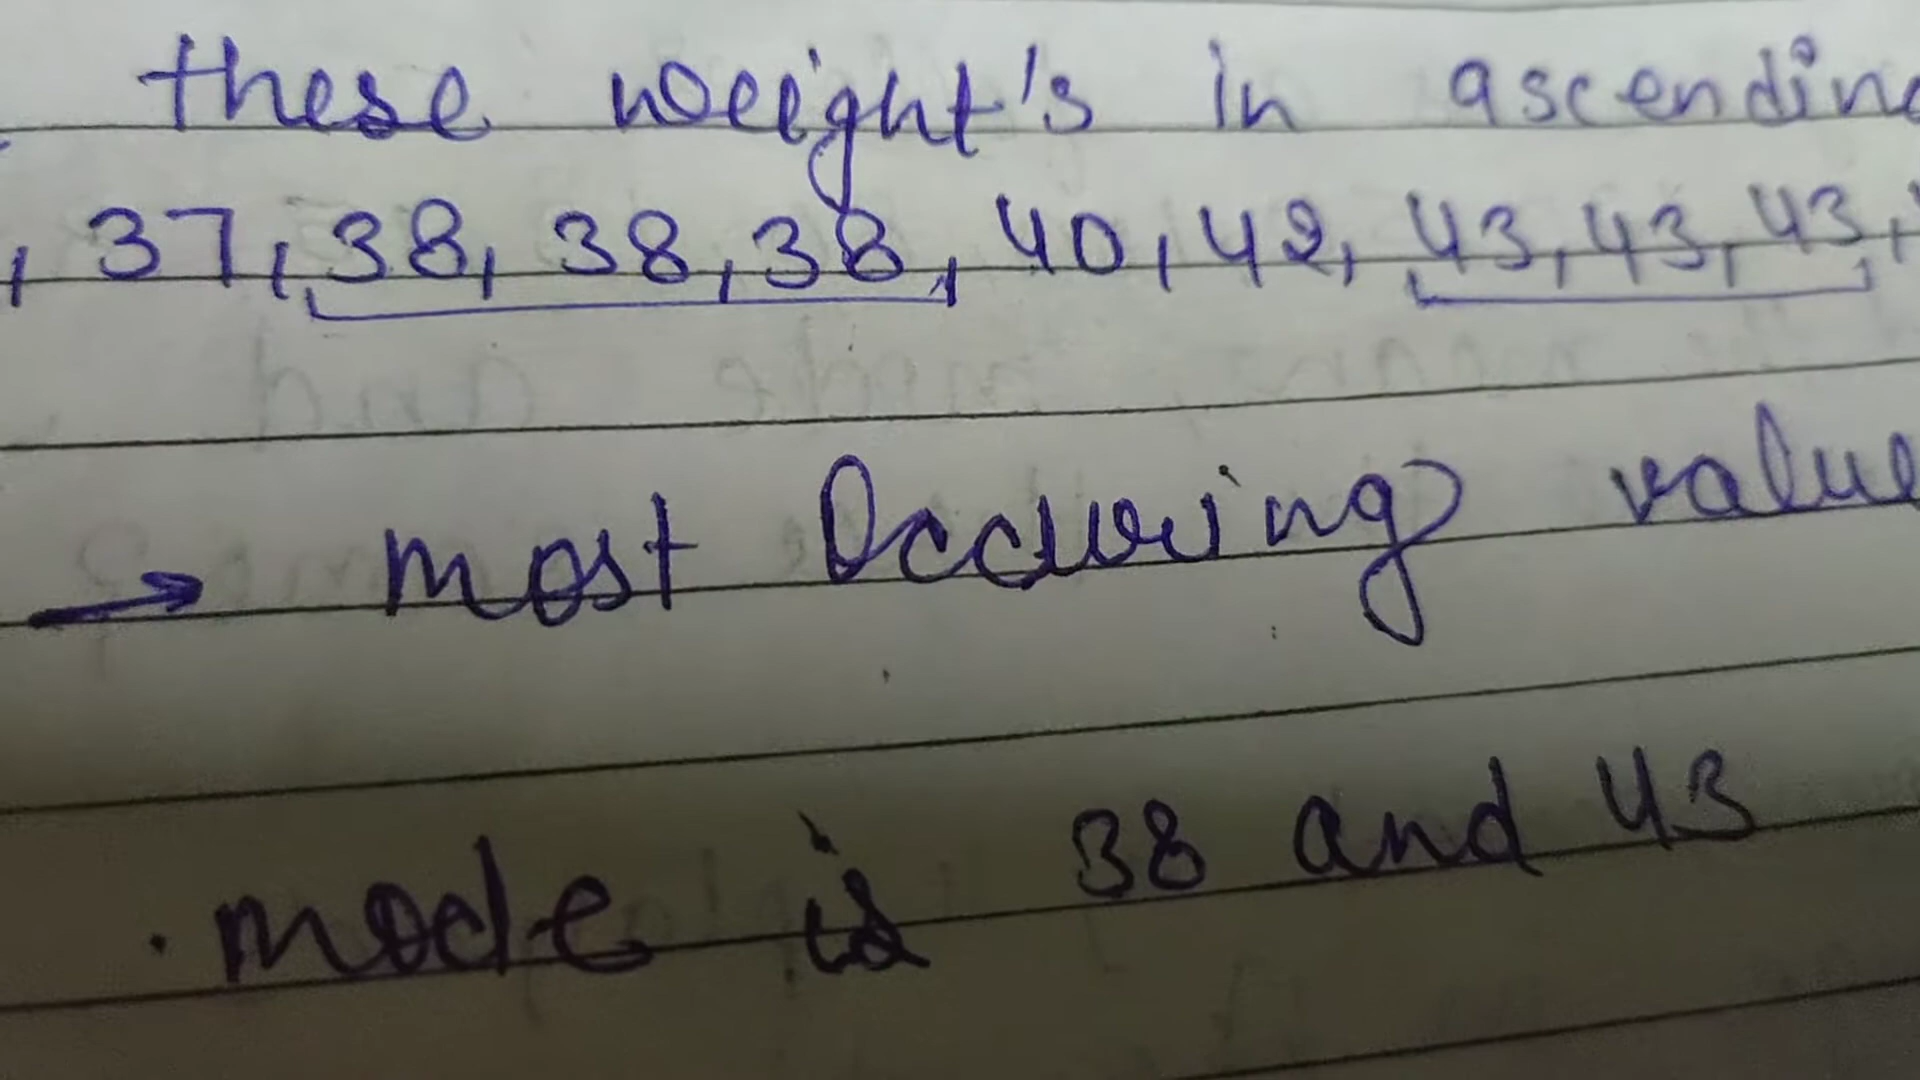 these weight's in ascending
, 37, 38, 38, 38, 40, 42, 43, 43, 43,
→ most Occuring value
. mode is 38 and 43